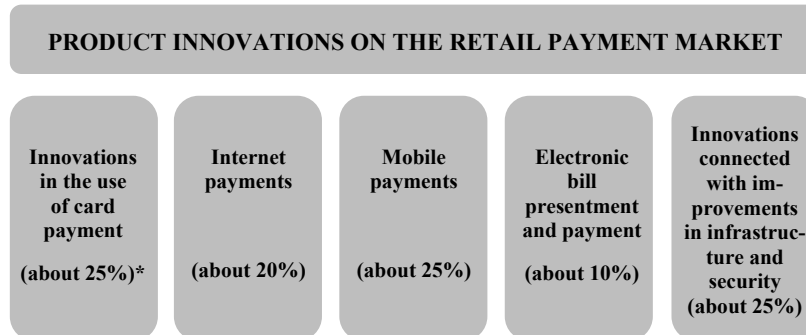 PRODUCT INNOVATIONS ON THE RETAIL PAYMENT MARKET
Innovations
in the use
of card
payment
(about 25%)*
Internet
payments
(about 20%)
Mobile
payments
(about 25%)
Electronic
bill
presentment
and payment
(about 10%)
Innovations
connected
with im-
provements
in infrastruc-
ture and
security
(about 25%)